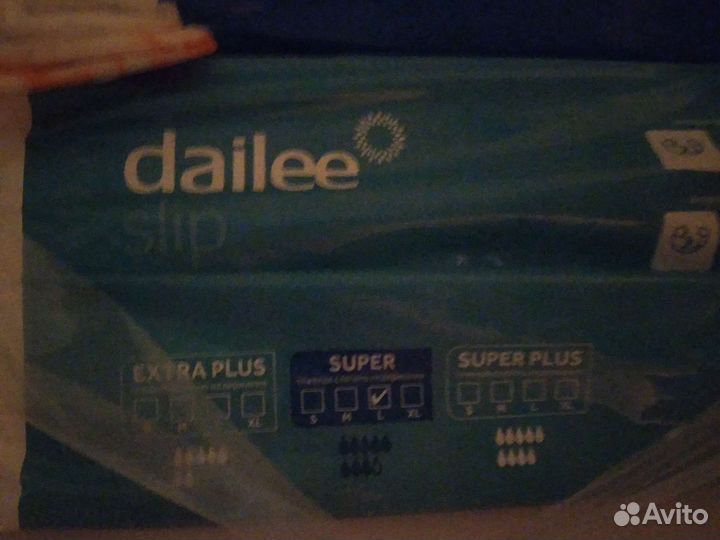 dailee
slip
EXTRA PLUS SUPER SUPER PLUS
XL S M L XL S M L XL
Avito